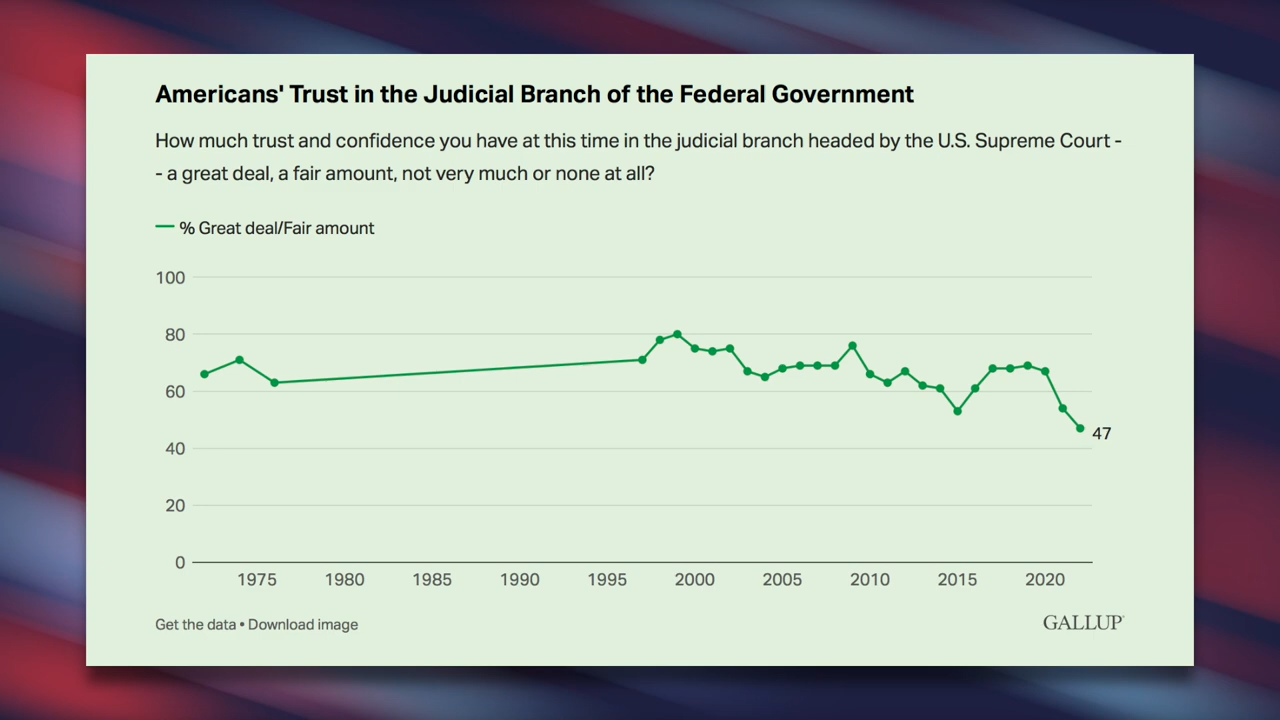 Americans' Trust in the Judicial Branch of the Federal Government
How much trust and confidence you have at this time in the judicial branch headed by the U.S. Supreme Court -
- a great deal, a fair amount, not very much or none at all?
% Great deal/Fair amount
100
80
60
40
47
20
0
1975 1980 1985 1990 1995 2000 2005 2010 2015 2020
Get the data • Download image
GALLUP